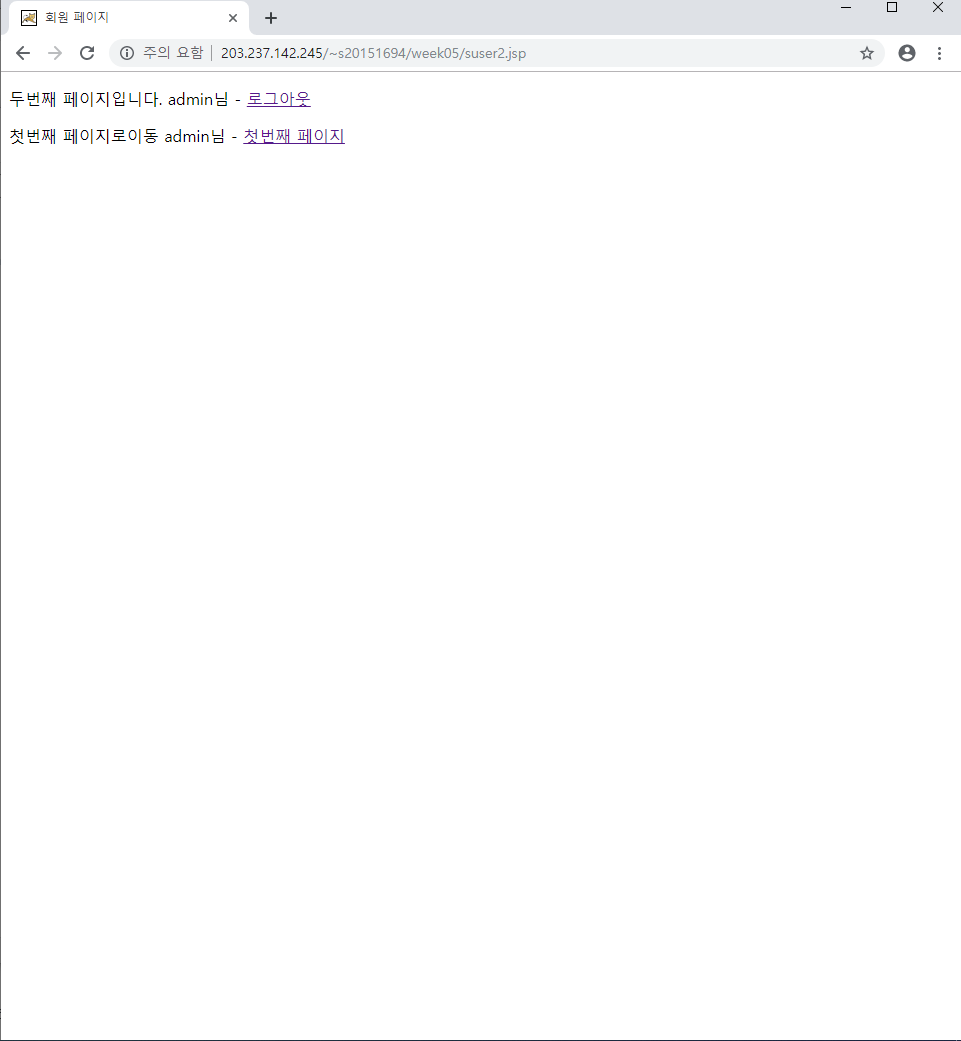 회원 페이지
주의 요함 | 203.237.142.245/~s20151694/week05/suser2.jsp
두번째 페이지입니다. admin님 - 로그아웃
첫번째 페이지로이동 admin님 - 첫번째 페이지